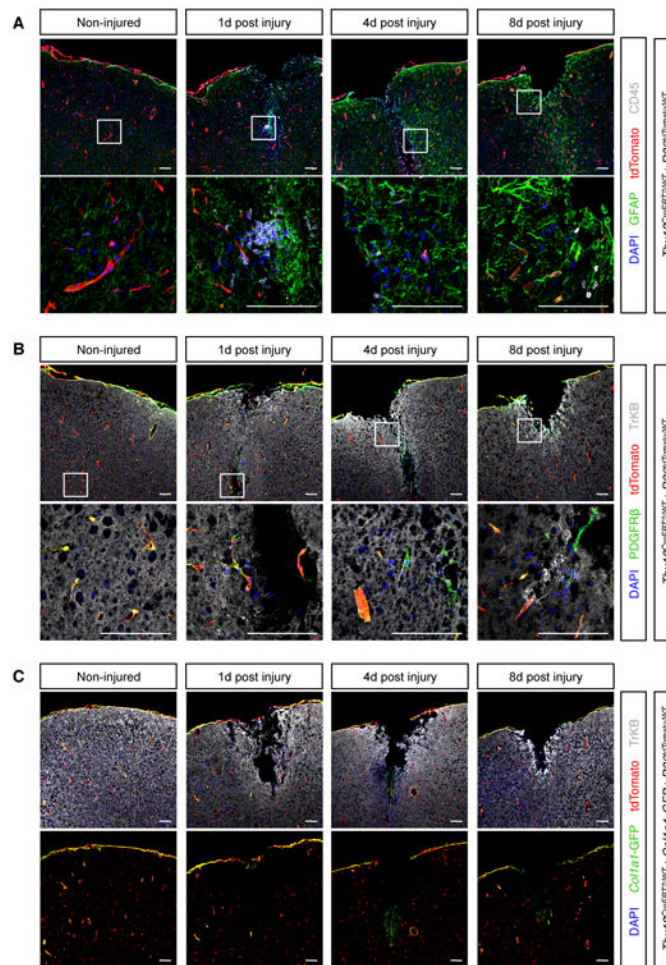 A
Non-injured
1d post injury
4d post injury
8d post injury
DAPI GFAP tdTomato CD45
B
Non-injured
1d post injury
4d post injury
8d post injury
DAPI PDGFRβ tdTomato TrKB
C
Non-injured
1d post injury
4d post injury
8d post injury
DAPI Col1a1-GFP tdTomato TrKB